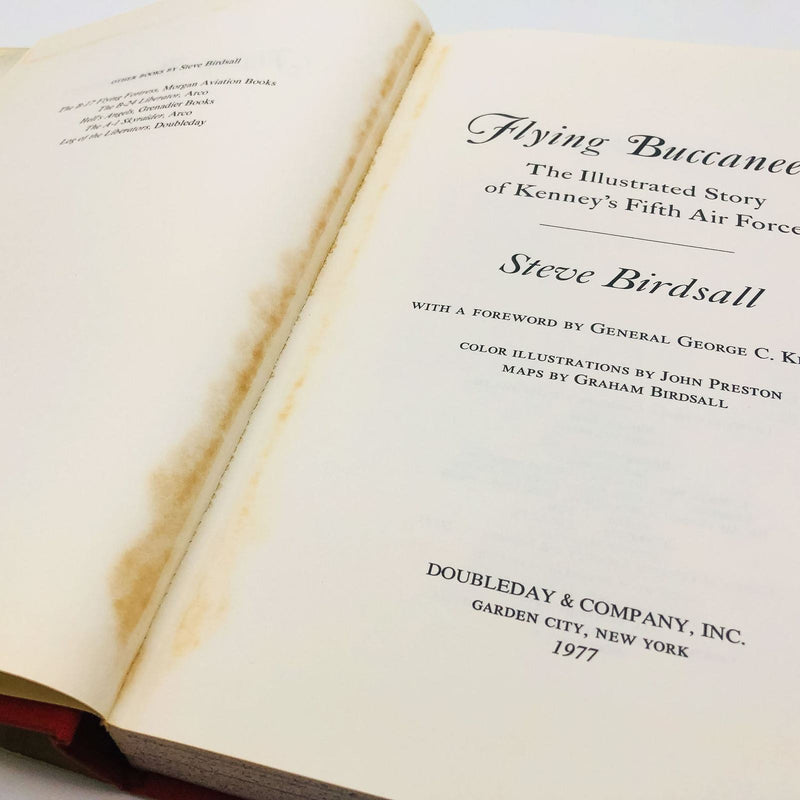 OTHER BOOKS BY Steve Birdsall
The B-17 Flying Fortress, Morgan Aviation Books
The B-24 Liberator, Arco
Hell's Angels, Grenadier Books
The A-1 Skyraider, Arco
Log of the Liberators, Doubleday
Flying Buccanee
The Illustrated Story
of Kenney's Fifth Air Force
Steve Birdsall
WITH A FOREWORD BY GENERAL GEORGE C. K
COLOR ILLUSTRATIONS BY JOHN PRESTON
MAPS BY GRAHAM BIRDSALL
DOUBLEDAY & COMPANY, INC.
GARDEN CITY, NEW YORK
1977